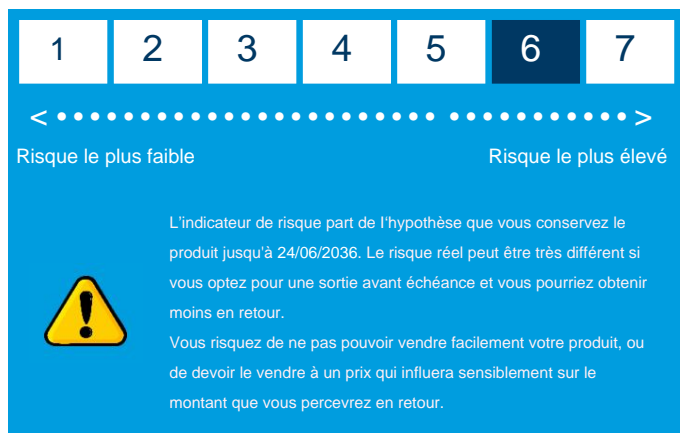 1 2 3 4 5 6 7
Risque le plus faible Risque le plus élevé
L'indicateur de risque part de l'hypothèse que vous conservez le
produit jusqu'à 24/06/2036. Le risque réel peut être très différent si
vous optez pour une sortie avant échéance et vous pourriez obtenir
moins en retour.
Vous risquez de ne pas pouvoir vendre facilement votre produit, ou
de devoir le vendre à un prix qui influera sensiblement sur le
montant que vous percevrez en retour.